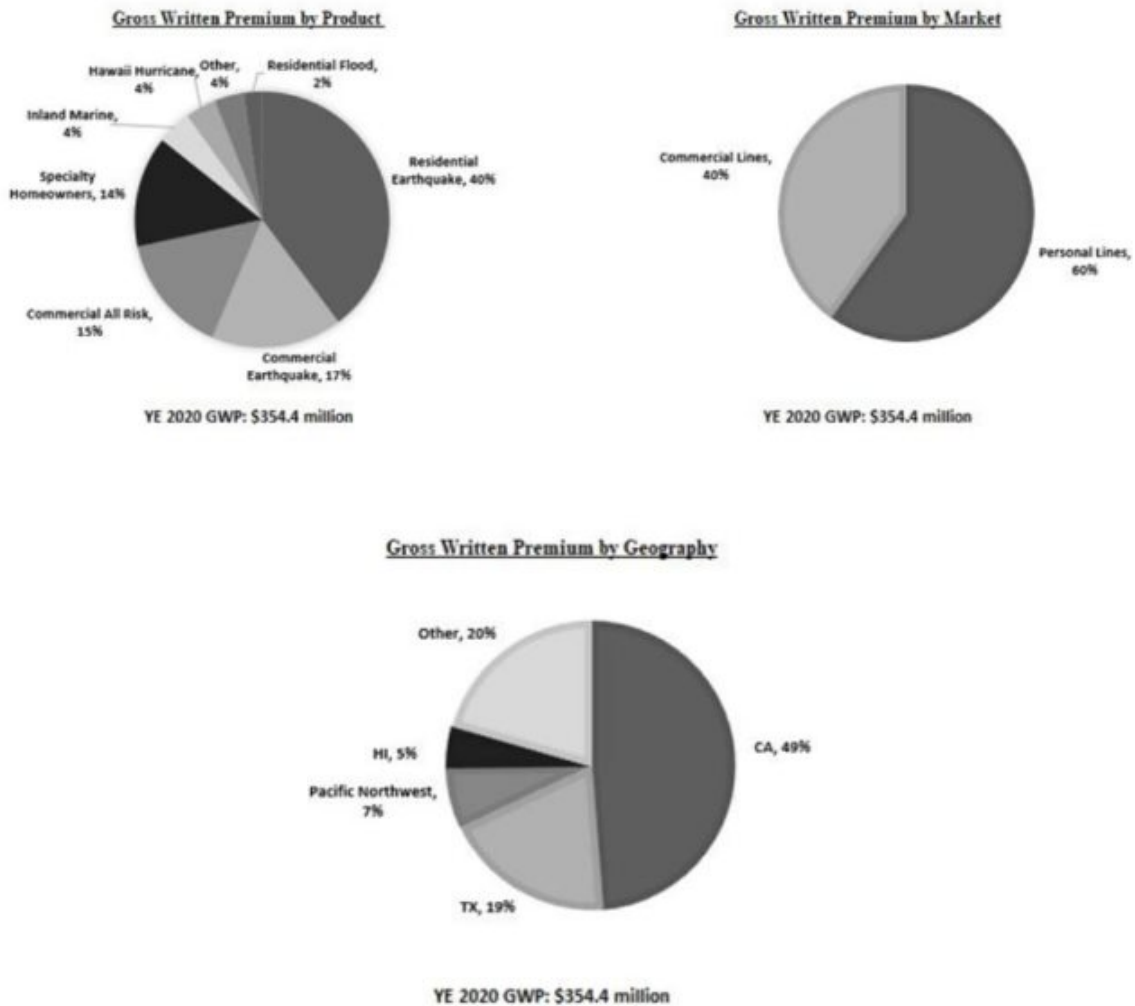 Gross Written Premium by Product
Hawaii Hurricane,
4%
Other,
4%
Residential Flood,
2%
Inland Marine,
4%
Specialty
Homeowners, 14%
Residential
Earthquake, 40%
Commercial All Risk,
15%
Commercial
Earthquake, 17%
YE 2020 GWP: $354.4 million
Gross Written Premium by Market
Commercial Lines,
40%
Personal Lines,
60%
YE 2020 GWP: $354.4 million
Gross Written Premium by Geography
Other, 20%
CA, 49%
HI, 5%
Pacific Northwest,
7%
TX, 19%
YE 2020 GWP: $354.4 million